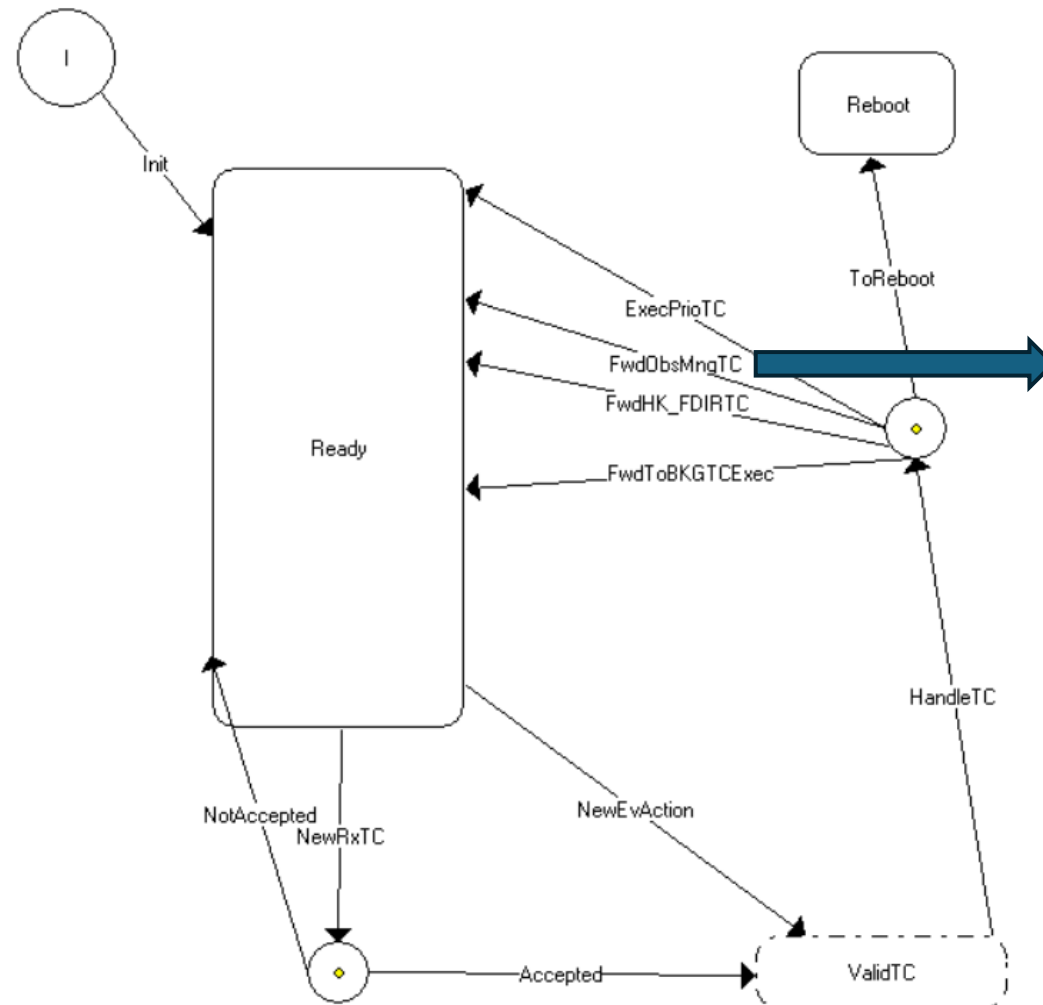 I
Reboot
Init
ToReboot
ExecPrioTC
FwdObsMngTC
FwdHK_FDIRTC
Ready
FwdToBKGTCExec
HandleTC
NewEvAction
NotAccepted
NewRxTC
Accepted
ValidTC